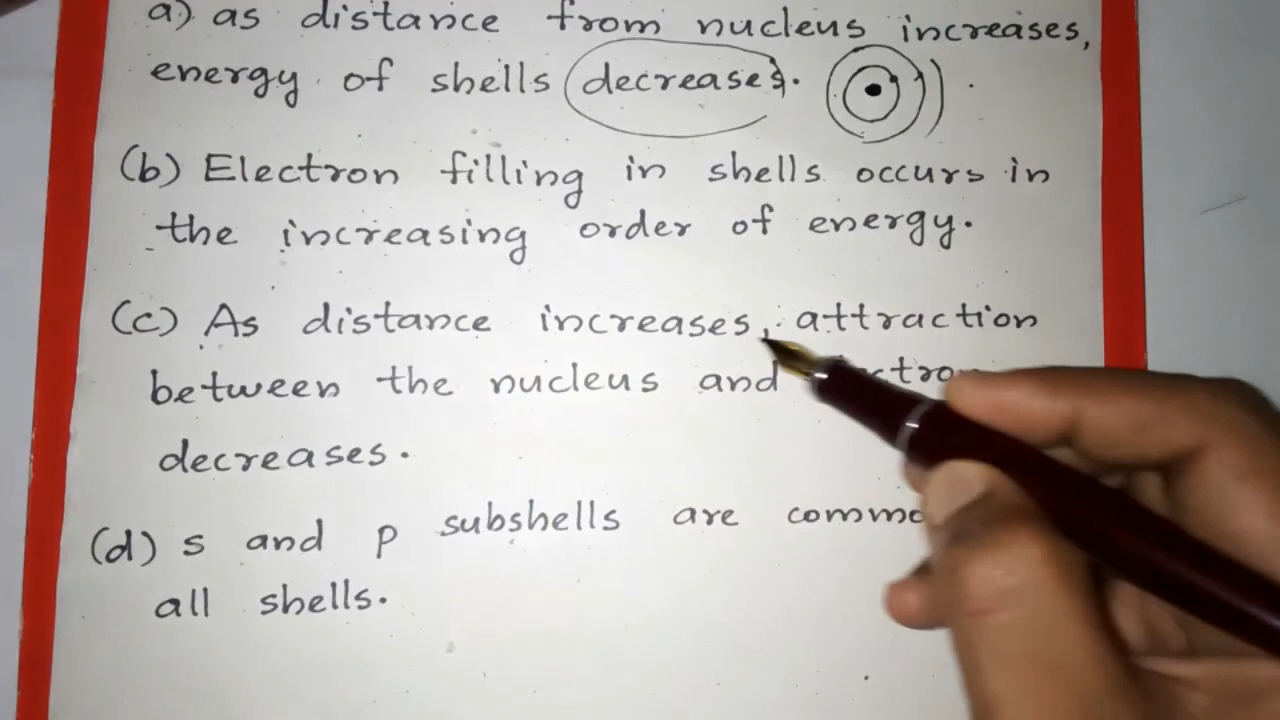 a) as distance from nucleus increases,
energy of shells decreases.
(b) Electron filling in shells occurs in
the increasing order of energy.
(c) As distance increases, attraction
between the nucleus and
decreases.
(d) s and p subshells are
all shells.